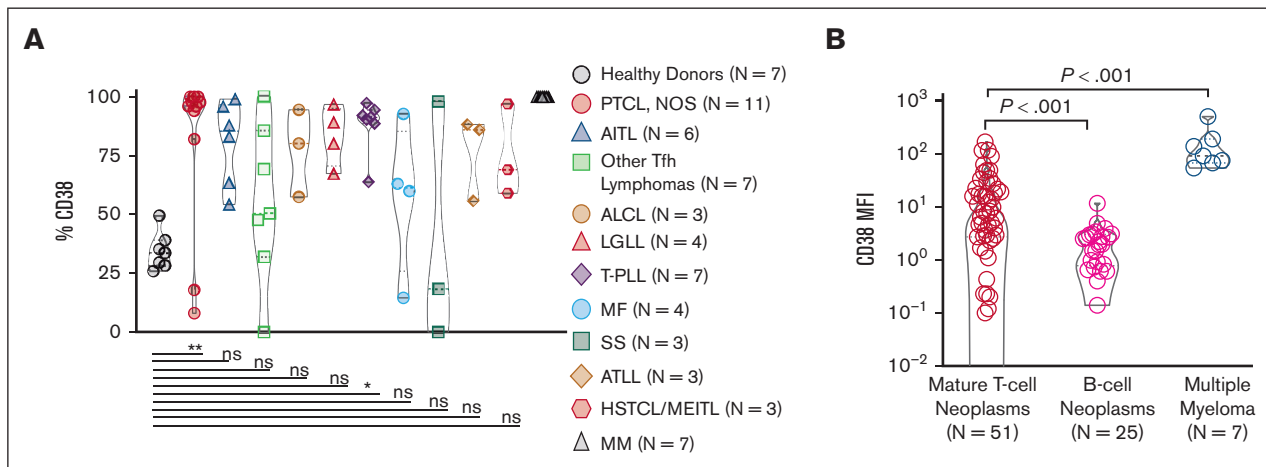 A
% CD38
100
75
50
25
0
**
ns
ns
ns
ns
*
ns
ns
ns
ns
Healthy Donors (N = 7)
PTCL, NOS (N = 11)
AITL (N = 6)
Other Tfh
Lymphomas (N = 7)
ALCL (N = 3)
LGLL (N = 4)
T-PLL (N = 7)
MF (N = 4)
SS (N = 3)
ATLL (N = 3)
HSTCL/MEITL (N = 3)
MM (N = 7)
B
P < .001
P < .001
CD38 MFI
10³
10²
10¹
10⁰
10⁻¹
10⁻²
Mature T-cell
Neoplasms
(N = 51)
B-cell
Neoplasms
(N = 25)
Multiple
Myeloma
(N = 7)